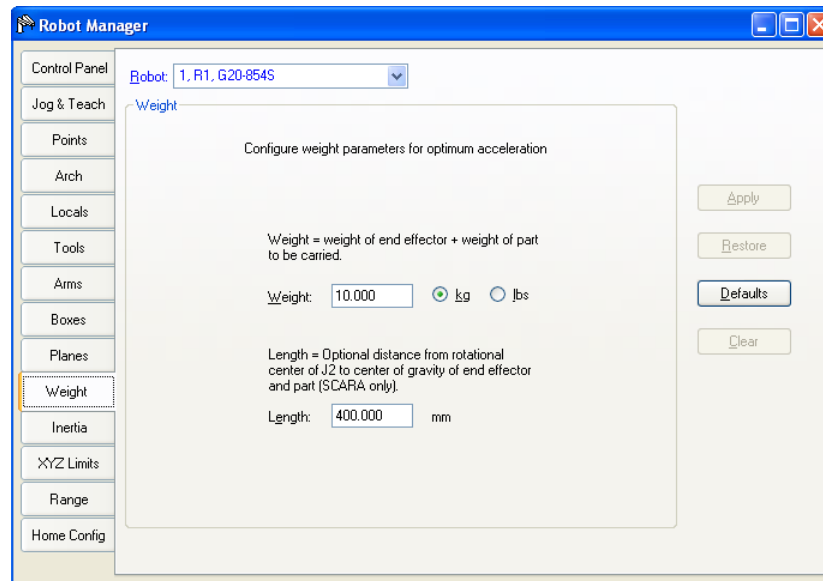 Robot Manager
Control Panel
Jog & Teach
Points
Arch
Locals
Tools
Arms
Boxes
Planes
Weight
Inertia
XYZ Limits
Range
Home Config
Robot: 1, R1, G20-854S
Weight
Configure weight parameters for optimum acceleration
Weight = weight of end effector + weight of part
to be carried.
Weight: 10.000 kg lbs
Length = Optional distance from rotational
center of J2 to center of gravity of end effector
and part (SCARA only).
Length: 400.000 mm
Apply
Restore
Defaults
Clear